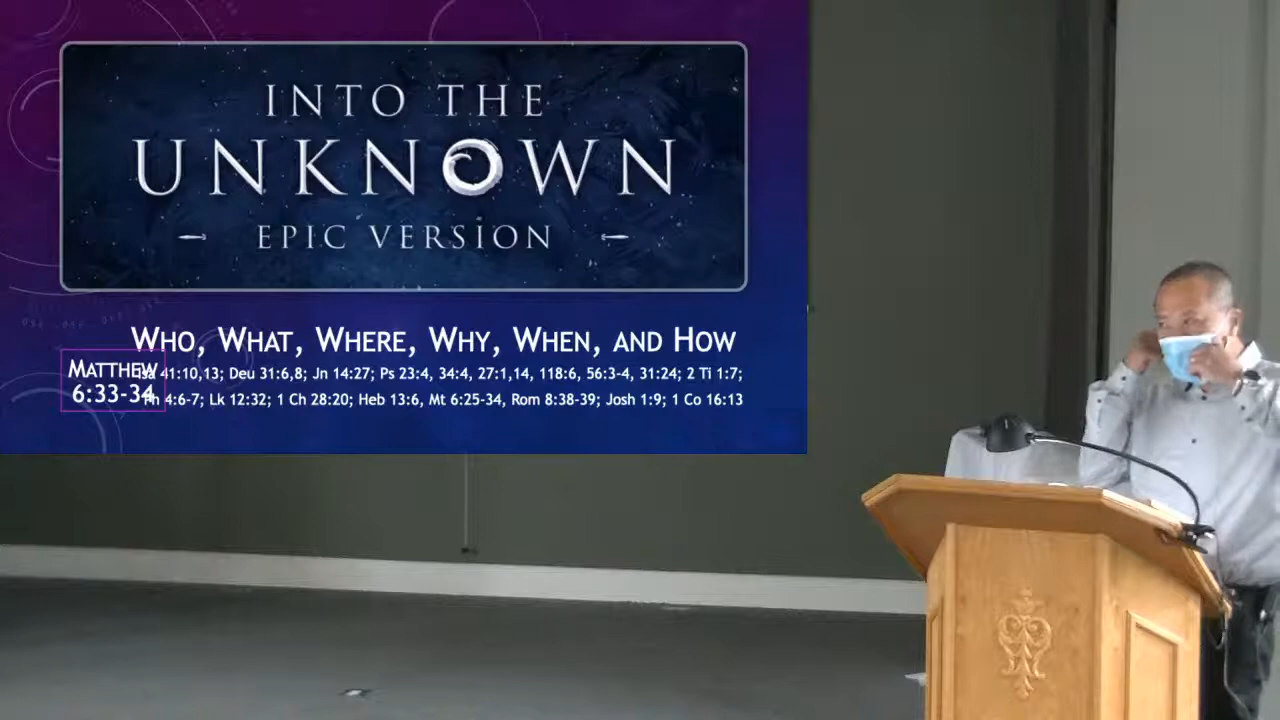 INTO THE
UNKNOWN
EPIC VERSION
WHO, WHAT, WHERE, WHY, WHEN, AND HOW
MATTHEW
6:33-34
41:10,13; Deu 31:6,8; Jn 14:27; Ps 23:4, 34:4, 27:1,14, 118:6, 56:3-4, 31:24; 2 Ti 1:7;
4:6-7; Lk 12:32; 1 Ch 28:20; Heb 13:6, Mt 6:25-34, Rom 8:38-39; Josh 1:9; 1 Co 16:13